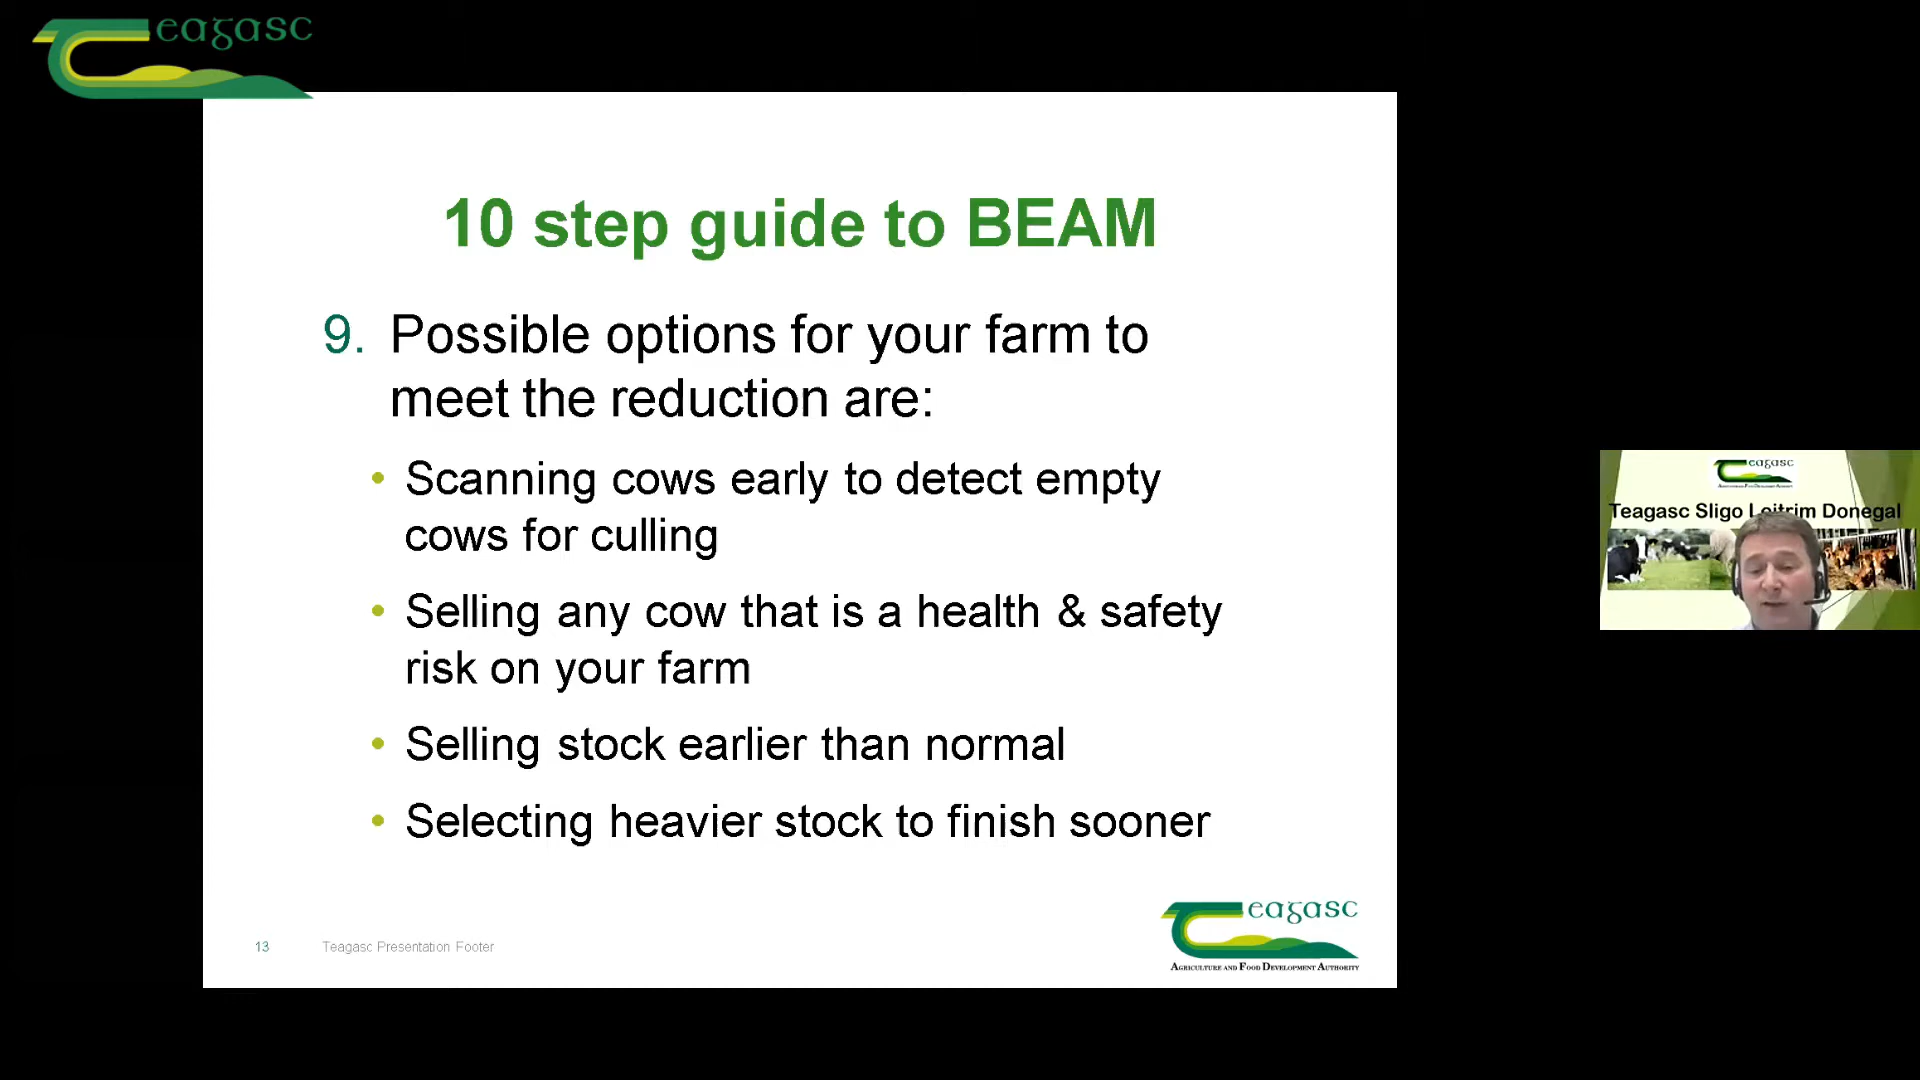 eagasc
10 step guide to BEAM
9. Possible options for your farm to
meet the reduction are:
• Scanning cows early to detect empty
cows for culling
• Selling any cow that is a health & safety
risk on your farm
• Selling stock earlier than normal
• Selecting heavier stock to finish sooner
13 Teagasc Presentation Footer
eagasc
AGRICULTURE AND FOOD DEVELOPMENT AUTHORITY
eagasc
Teagasc Sligo Leitrim Donegal